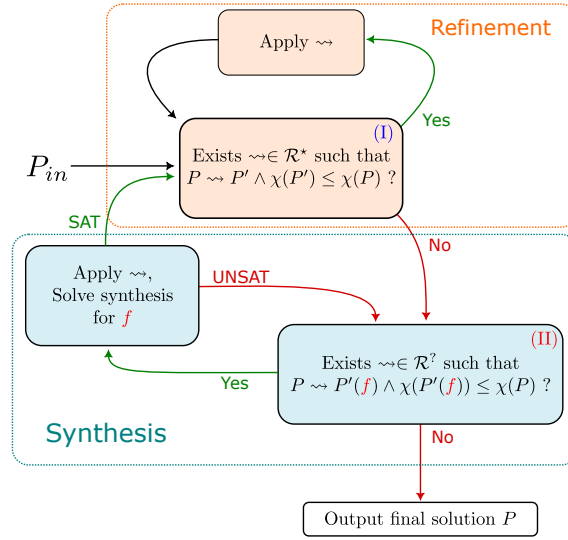 Refinement
Apply ⇝
Yes
(I)
Exists ⇝∈ R* such that
P ⇝ P′ ∧ χ(P′) ≤ χ(P) ?
P_in
SAT
No
Apply ⇝,
Solve synthesis
for f
UNSAT
(II)
Exists ⇝∈ R^? such that
P ⇝ P′(f) ∧ χ(P′(f)) ≤ χ(P) ?
Yes
Synthesis
No
Output final solution P